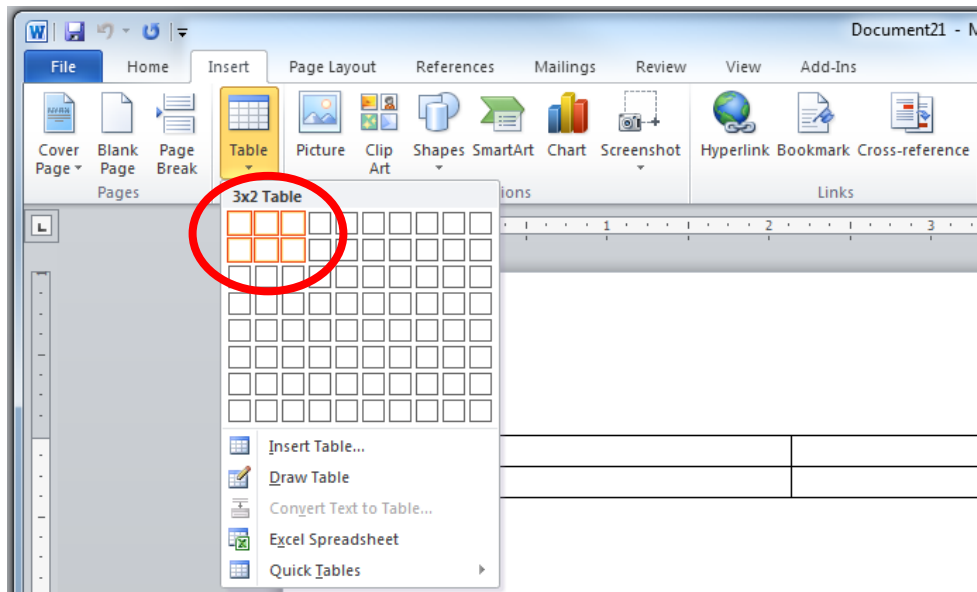 W
Document21 - M
File Home Insert Page Layout References Mailings Review View Add-Ins
Cover Page Blank Page Page Break Table Picture Clip Art Shapes SmartArt Chart Screenshot Hyperlink Bookmark Cross-reference
Pages ions Links
3x2 Table
L
1 2 3
Insert Table...
Draw Table
Convert Text to Table...
Excel Spreadsheet
Quick Tables